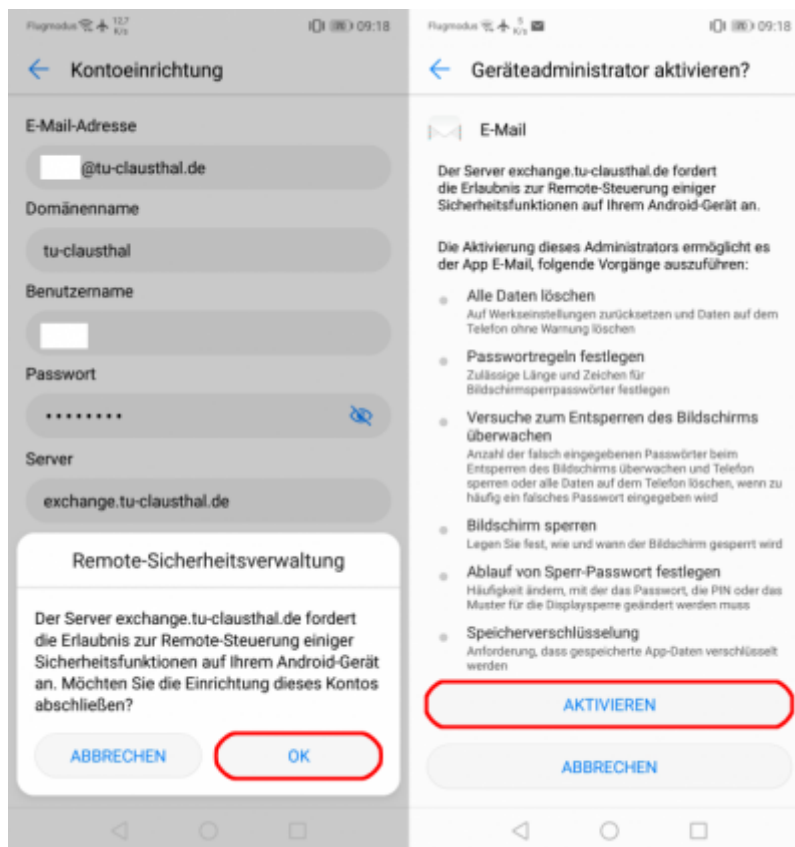 Flugmodus 12,7 K/s 09:18
Kontoeinrichtung
E-Mail-Adresse
@tu-clausthal.de
Domänenname
tu-clausthal
Benutzername
Passwort
Server
exchange.tu-clausthal.de
Remote-Sicherheitsverwaltung
Der Server exchange.tu-clausthal.de fordert
die Erlaubnis zur Remote-Steuerung einiger
Sicherheitsfunktionen auf Ihrem Android-Gerät
an. Möchten Sie die Einrichtung dieses Kontos
abschließen?
ABBRECHEN OK
Flugmodus 5 K/s 09:18
Geräteadministrator aktivieren?
E-Mail
Der Server exchange.tu-clausthal.de fordert
die Erlaubnis zur Remote-Steuerung einiger
Sicherheitsfunktionen auf Ihrem Android-Gerät an.
Die Aktivierung dieses Administrators ermöglicht es
der App E-Mail, folgende Vorgänge auszuführen:
Alle Daten löschen
Auf Werkseinstellungen zurücksetzen und Daten auf dem
Telefon ohne Warnung löschen
Passwortregeln festlegen
Zulässige Länge und Zeichen für
Bildschirmsperrpasswörter festlegen
Versuche zum Entsperren des Bildschirms
überwachen
Anzahl der falsch eingegebenen Passwörter beim
Entsperren des Bildschirms überwachen und Telefon
sperren oder alle Daten auf dem Telefon löschen, wenn zu
häufig ein falsches Passwort eingegeben wird
Bildschirm sperren
Legen Sie fest, wie und wann der Bildschirm gesperrt wird
Ablauf von Sperr-Passwort festlegen
Häufigkeit ändern, mit der das Passwort, die PIN oder das
Muster für die Displaysperre geändert werden muss
Speicherverschlüsselung
Anforderung, dass gespeicherte App-Daten verschlüsselt
werden
AKTIVIEREN
ABBRECHEN